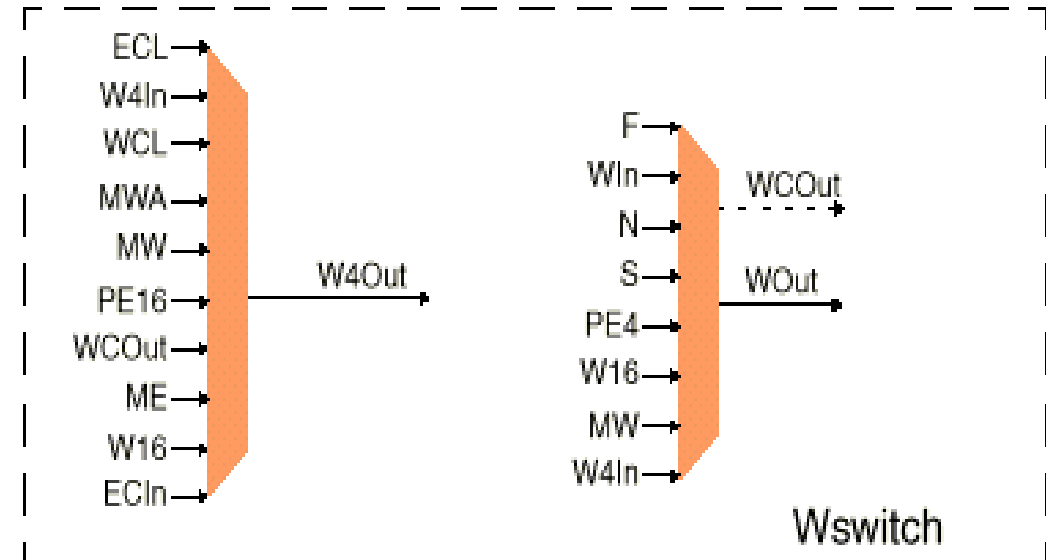 ECL
W4In
WCL
MWA
MW
PE16
WCOut
ME
W16
ECIn
W4Out
F
WIn
N
S
PE4
W16
MW
W4In
WCOut
WOut
Wswitch